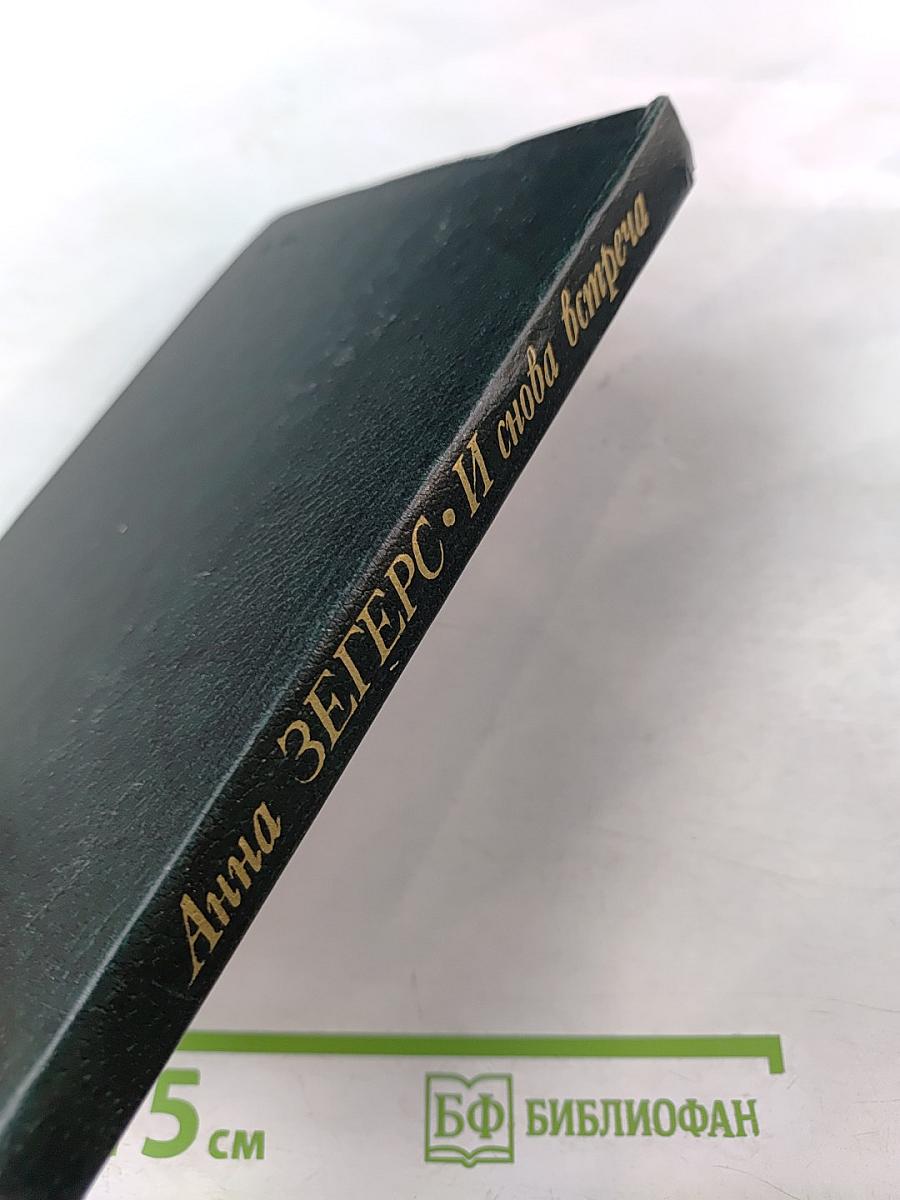 Анна ЗЕГЕРС • И снова встреча
5 см
БФ БИБЛИОФАН